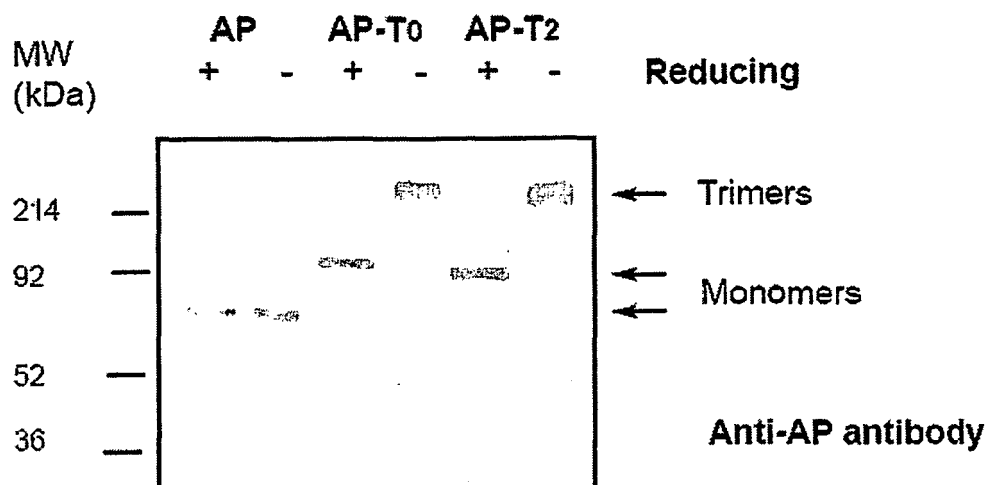 AP AP-T0 AP-T2
MW
(kDa)
+ - + - + - Reducing
214
Trimers
92
Monomers
52
36
Anti-AP antibody